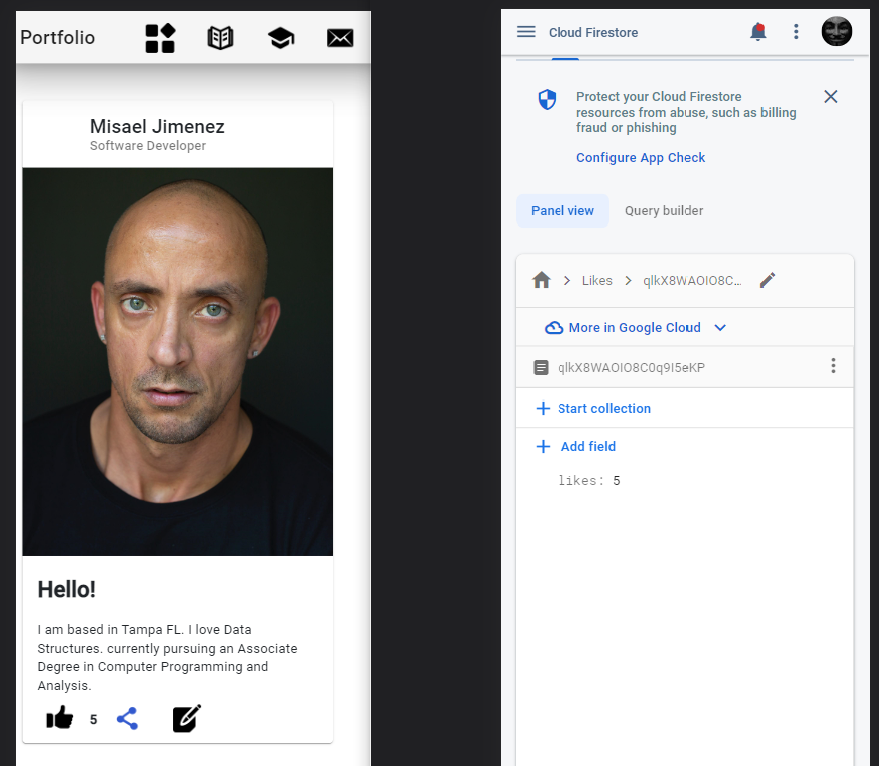 Portfolio
Misael Jimenez
Software Developer
Hello!
I am based in Tampa FL. I love Data
Structures. currently pursuing an Associate
Degree in Computer Programming and
Analysis.
5
Cloud Firestore
Protect your Cloud Firestore
resources from abuse, such as billing
fraud or phishing
Configure App Check
Panel view
Query builder
Likes
qlkX8WAOIO8C...
More in Google Cloud
qlkX8WAOIO8C0q9I5eKP
Start collection
Add field
likes: 5